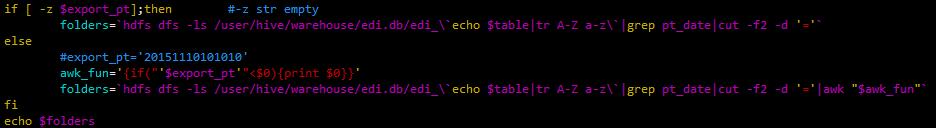 if [ -z $export_pt];then        #-z str empty
        folders=`hdfs dfs -ls /user/hive/warehouse/edi.db/edi_\`echo $table|tr A-Z a-z\`|grep pt_date|cut -f2 -d '='`
else
        #export_pt='20151110101010'
        awk_fun='{if("'$export_pt'"<$0){print $0}}'
        folders=`hdfs dfs -ls /user/hive/warehouse/edi.db/edi_\`echo $table|tr A-Z a-z\`|grep pt_date|cut -f2 -d '='|awk "$awk_fun"`
fi
echo $folders